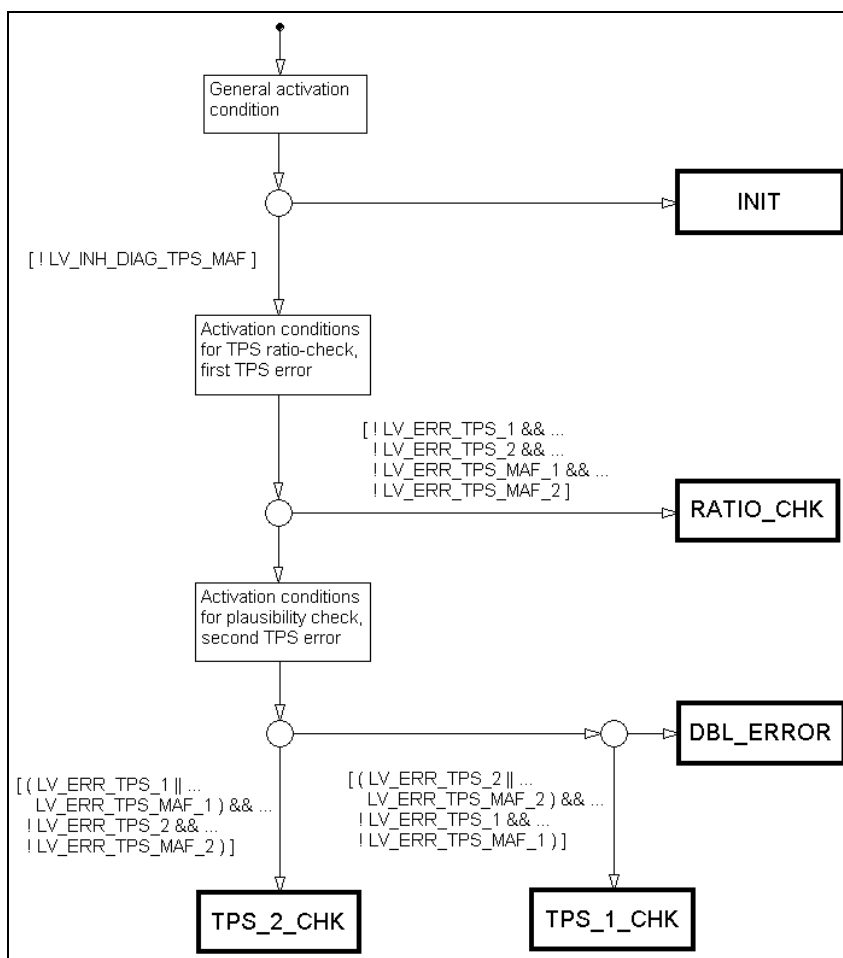 General activation
condition
INIT
[ ! LV_INH_DIAG_TPS_MAF ]
Activation conditions
for TPS ratio-check,
first TPS error
[ ! LV_ERR_TPS_1 && ...
! LV_ERR_TPS_2 && ...
! LV_ERR_TPS_MAF_1 && ...
! LV_ERR_TPS_MAF_2 ]
RATIO_CHK
Activation conditions
for plausibility check,
second TPS error
DBL_ERROR
[ ( LV_ERR_TPS_1 || ...
LV_ERR_TPS_MAF_1 ) && ...
! LV_ERR_TPS_2 && ...
! LV_ERR_TPS_MAF_2 ) ]
[ ( LV_ERR_TPS_2 || ...
LV_ERR_TPS_MAF_2 ) && ...
! LV_ERR_TPS_1 && ...
! LV_ERR_TPS_MAF_1 ) ]
TPS_2_CHK
TPS_1_CHK